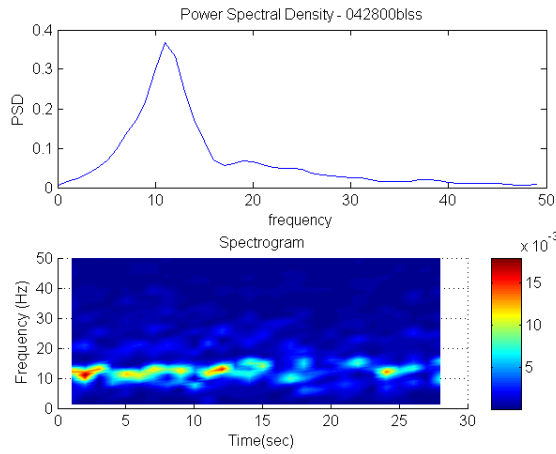 Power Spectral Density - 042800blss
0.4
0.3
0.2
0.1
0
PSD
0 10 20 30 40 50
frequency
Spectrogram
50
40
30
20
10
0
Frequency (Hz)
0 5 10 15 20 25 30
Time(sec)
x 10⁻³
15
10
5